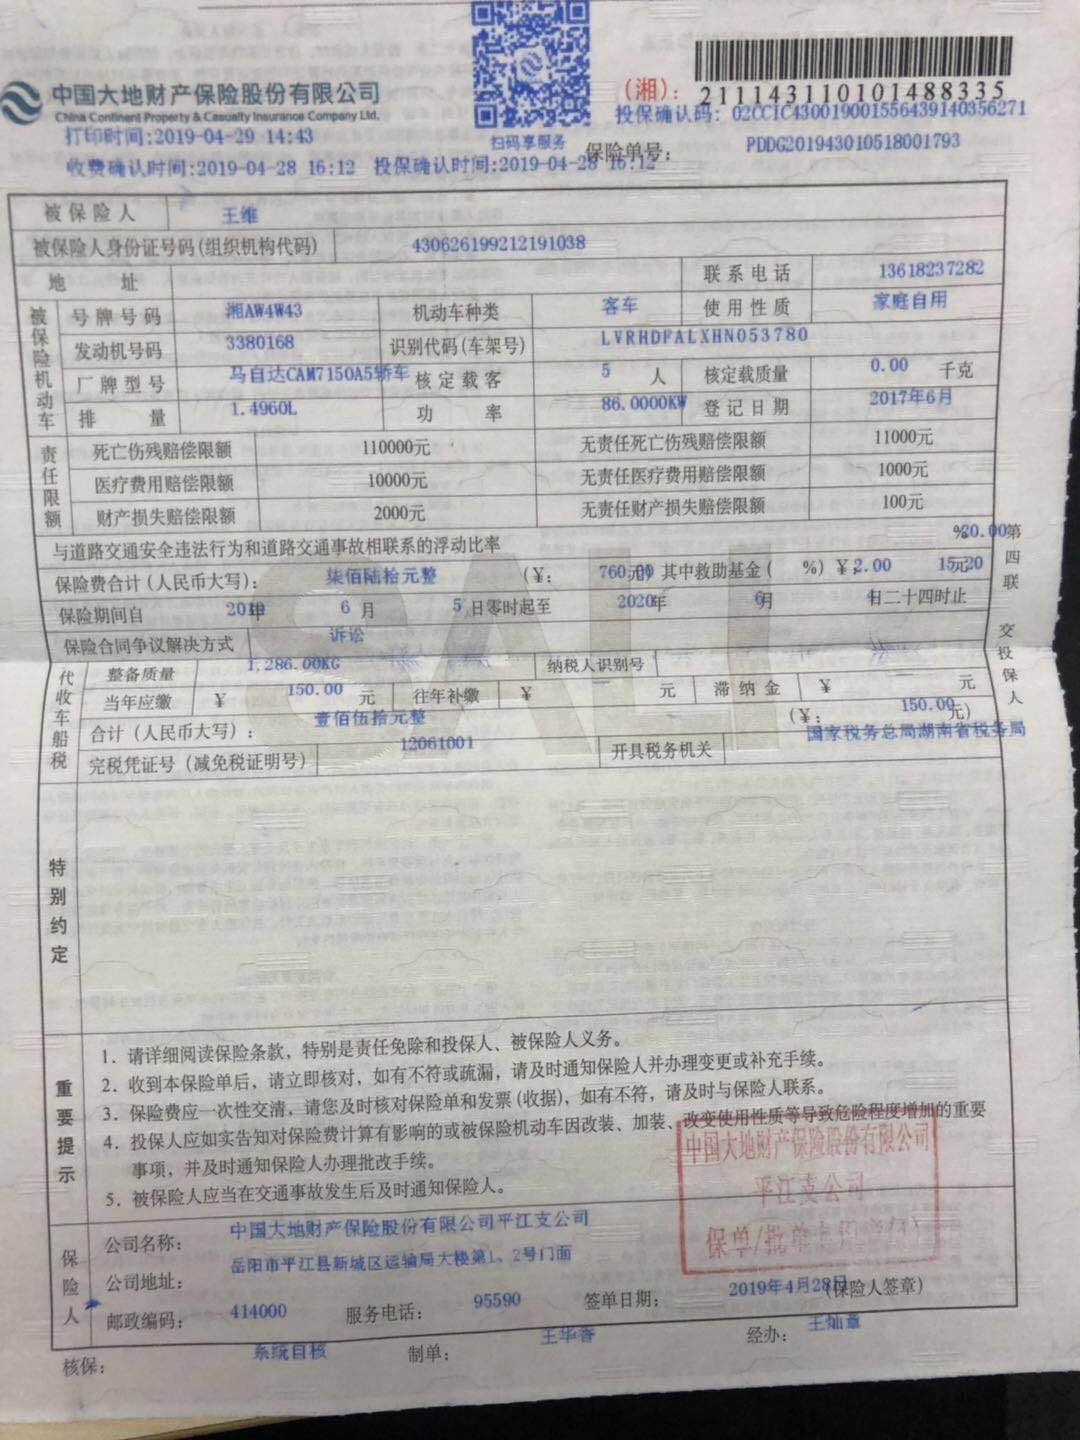 中国大地财产保险股份有限公司
China Continent Property & Casualty Insurance Company Ltd.
扫码享服务
(湘): 21114311010148835
投保确认码: 02CCIC430019001556439140356271
打印时间:2019-04-29 14:43
保险单号: PDDG201943010518001793
收费确认时间:2019-04-28 16:12 投保确认时间:2019-04-28 16:12
被保险人 王维
被保险人身份证号码(组织机构代码) 430626199212191038
地 址 联系电话 13618237282
被保险机动车
号牌号码 湘AW4W43 机动车种类 客车 使用性质 家庭自用
发动机号码 3380168 识别代码(车架号) LVRHDFALXHN053780
厂牌型号 马自达CAM7150A5轿车 核定载客 5 人 核定载质量 0.00 千克
排 量 1.4960L 功 率 86.0000KW 登记日期 2017年6月
责任限额
死亡伤残赔偿限额 110000元 无责任死亡伤残赔偿限额 11000元
医疗费用赔偿限额 10000元 无责任医疗费用赔偿限额 1000元
财产损失赔偿限额 2000元 无责任财产损失赔偿限额 100元
与道路交通安全违法行为和道路交通事故相联系的浮动比率 %
保险费合计(人民币大写): 柒佰陆拾元整 (¥: 760.00 元) 其中救助基金( 2.00 %) ¥: 15.20 元
保险期间自 2019 年 6 月 5 日零时起至 2020 年 6 月 4 日二十四时止
保险合同争议解决方式 诉讼
代收车船税
整备质量 1,286.00KG 纳税人识别号
当年应缴 ¥ 150.00 元 往年补缴 ¥ 元 滞纳金 ¥ 元
合计(人民币大写): 壹佰伍拾元整 (¥: 150.00 元)
完税凭证号(减免税证明号) 12061001 开具税务机关 国家税务总局湖南省税务局
第四联 交投保人
特别约定
重要提示
1. 请详细阅读保险条款, 特别是责任免除和投保人、被保险人义务。
2. 收到本保险单后, 请立即核对, 如有不符或疏漏, 请及时通知保险人并办理变更或补充手续。
3. 保险费应一次性交清, 请您及时核对保险单和发票(收据), 如有不符, 请及时与保险人联系。
4. 投保人应如实告知对保险费计算有影响的或被保险机动车因改装、加装、改变使用性质等导致危险程度增加的重要
事项, 并及时通知保险人办理批改手续。
5. 被保险人应当在交通事故发生后及时通知保险人。
中国大地财产保险股份有限公司
平江支公司
保单/批单
保险人
公司名称: 中国大地财产保险股份有限公司平江支公司
公司地址: 岳阳市平江县新城区运输局大楼第1、2号门面
邮政编码: 414000 服务电话: 95590 签单日期: 2019年4月28日 (保险人签章)
核保: 系统自核 制单: 王华香 经办: 王灿章